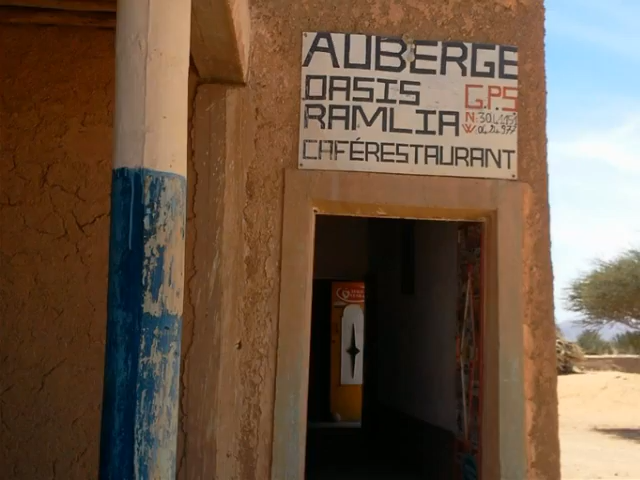 AUBERGE
OASIS G.P.S
RAMLIA N:
W:
CAFÉRESTAURANT